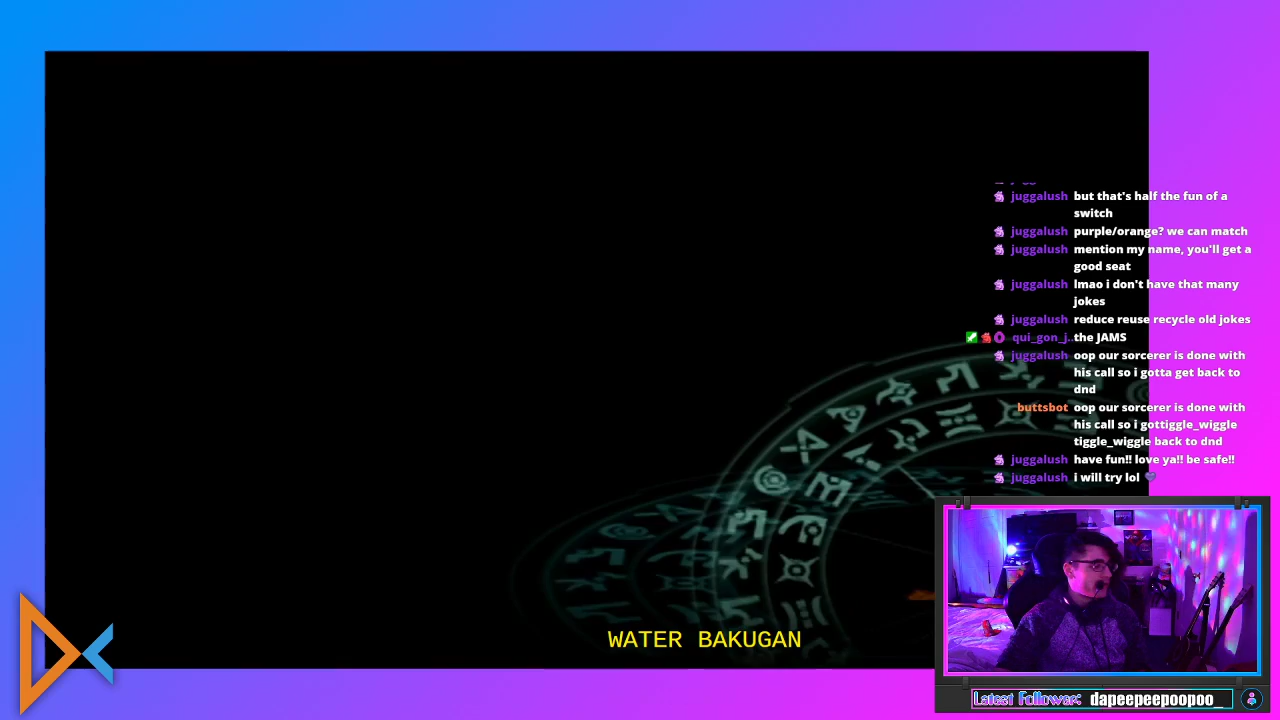 juggalush but that's half the fun of a
switch
juggalush purple/orange? we can match
juggalush mention my name, you'll get a
good seat
juggalush lmao i don't have that many
jokes
juggalush reduce reuse recycle old jokes
qui_gon_j.. the JAMS
juggalush oop our sorcerer is done with
his call so i gotta get back to
dnd
buttsbot oop our sorcerer is done with
his call so i gottiggle_wiggle
tiggle_wiggle back to dnd
juggalush have fun!! love ya!! be safe!!
juggalush i will try lol 💜
WATER BAKUGAN
Latest Follower: dapeepeepoopoo_